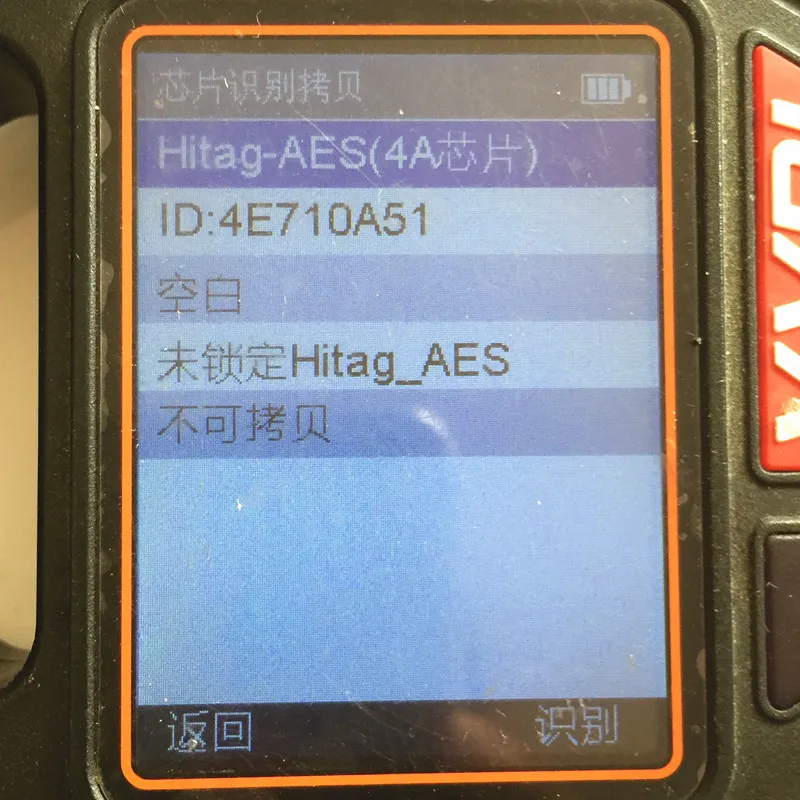 芯片识别拷贝
Hitag-AES(4A芯片)
ID:4E710A51
空白
未锁定Hitag_AES
不可拷贝
返回
识别